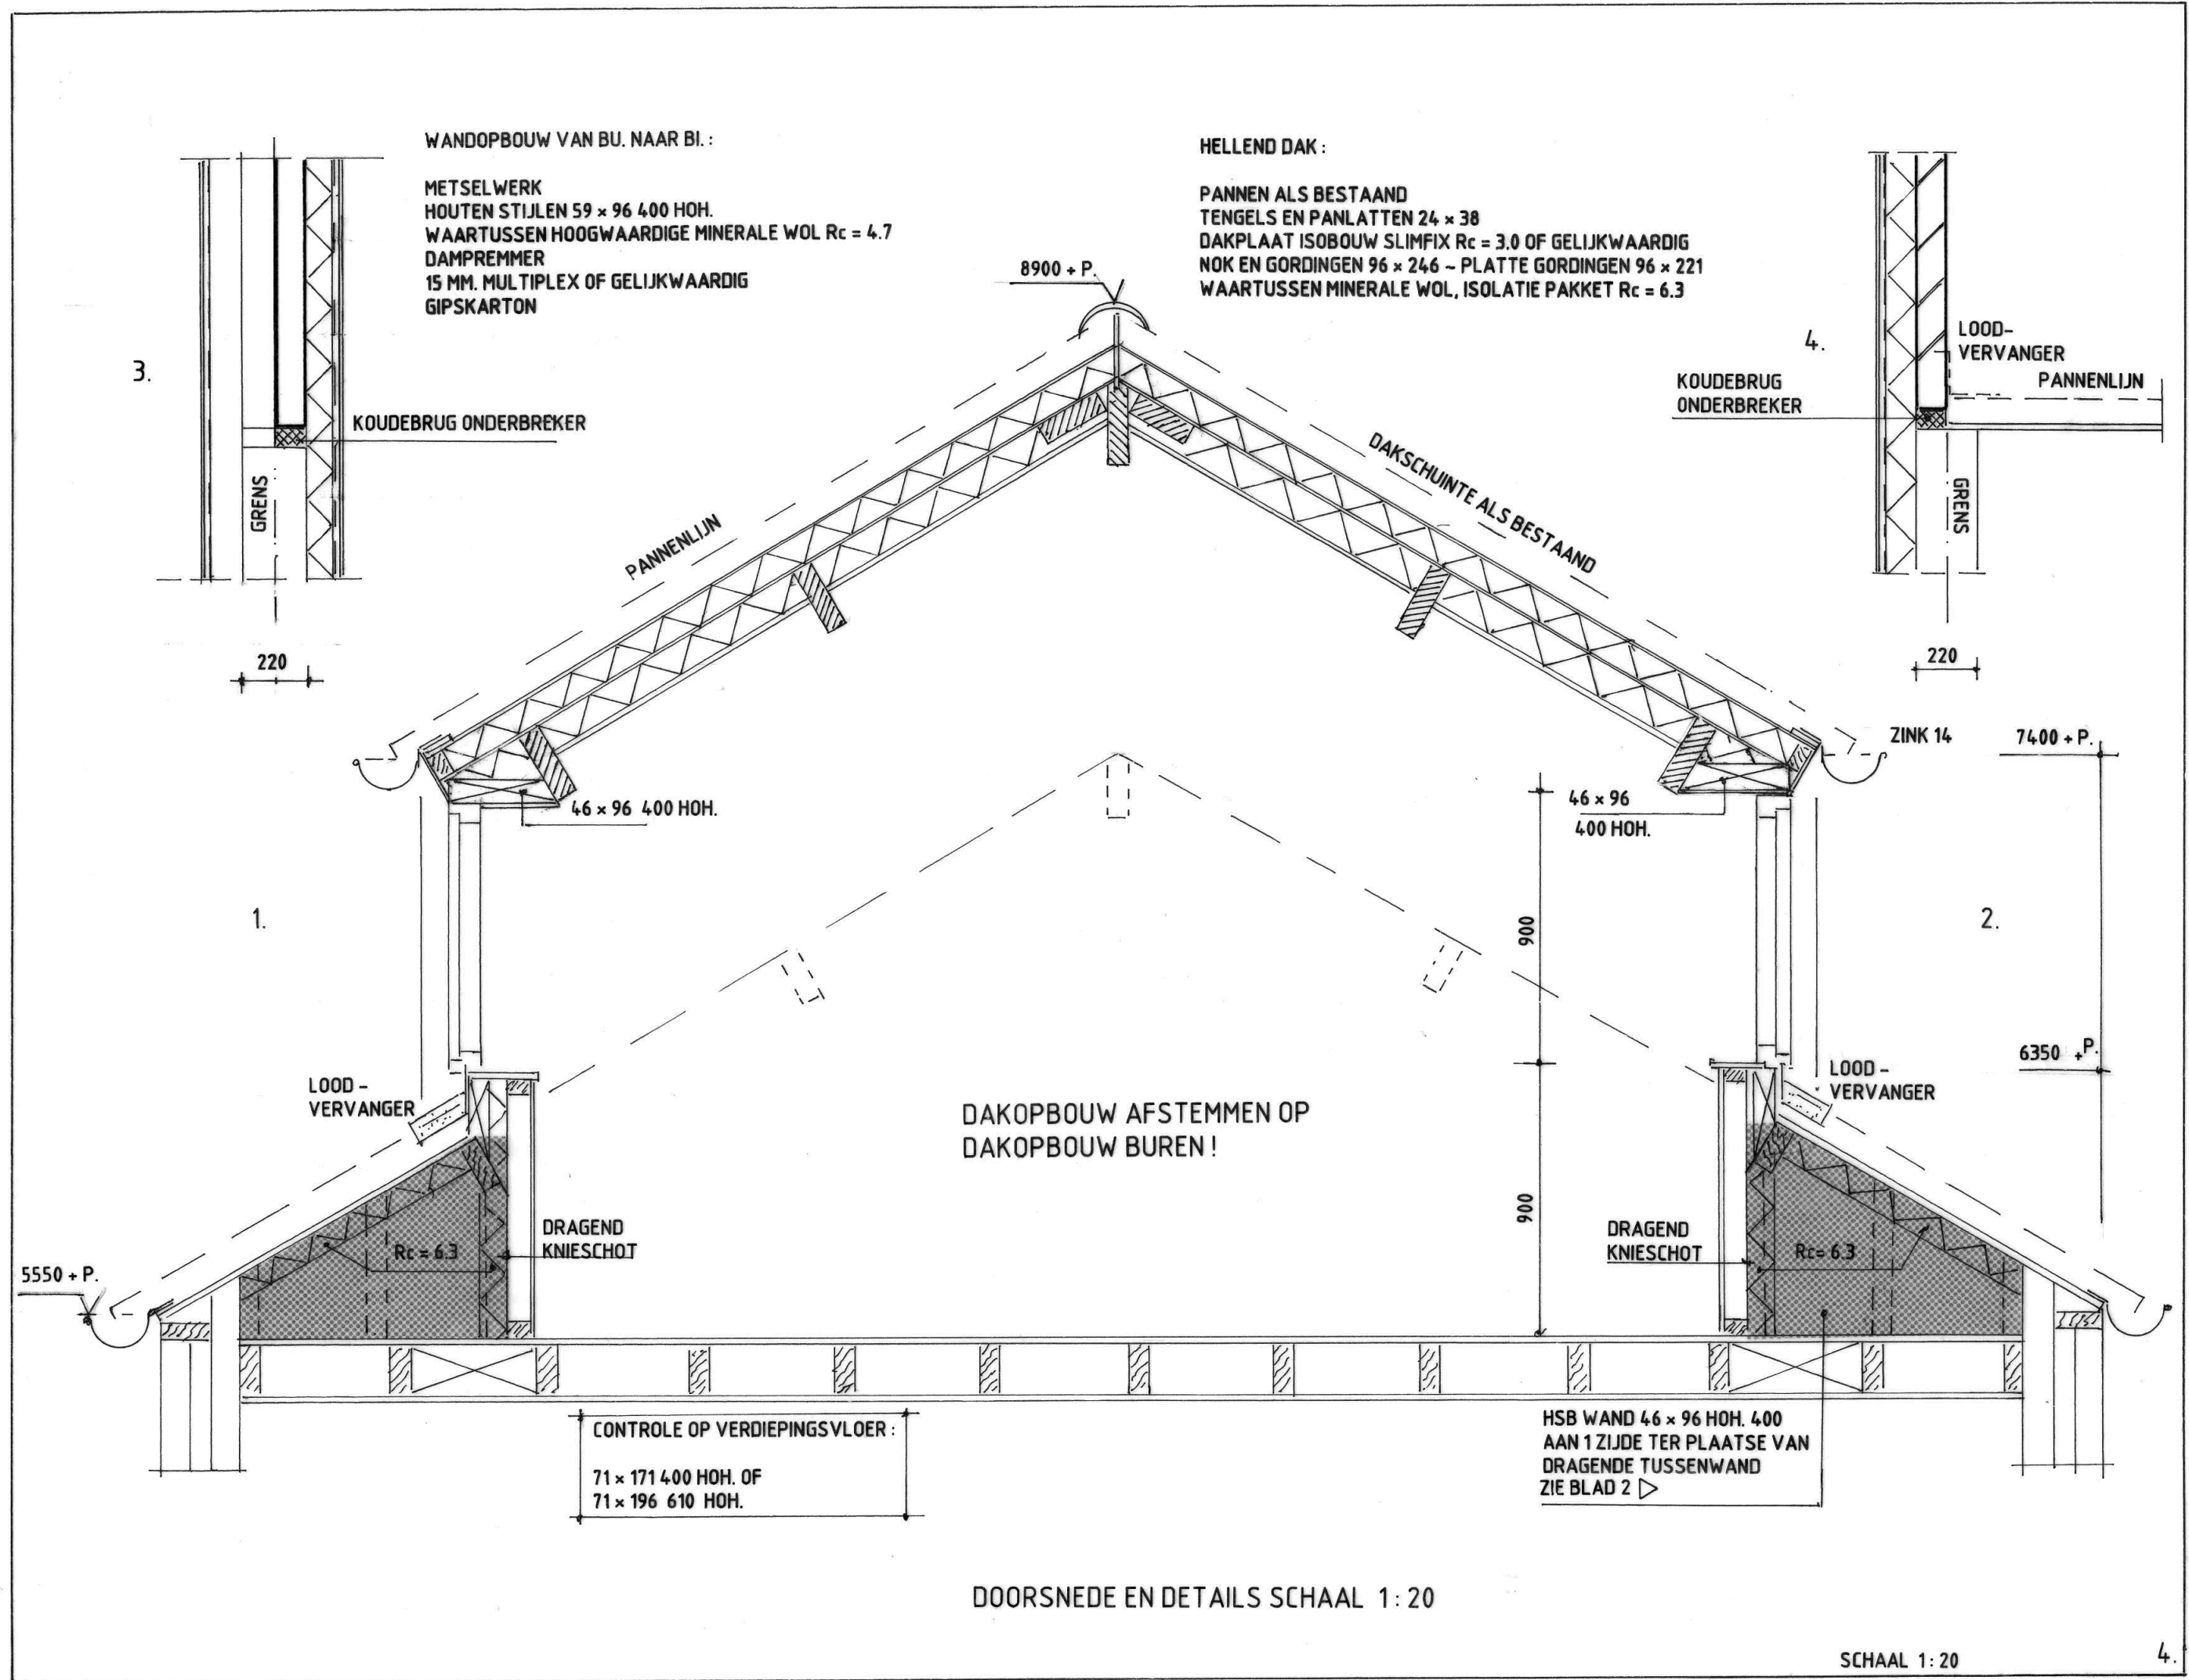 WANDOPBOUW VAN BU. NAAR BI. :
METSELWERK
HOUTEN STIJLEN 59 × 96 400 HOH.
WAARTUSSEN HOOGWAARDIGE MINERALE WOL Rc = 4.7
DAMPREMMER
15 MM. MULTIPLEX OF GELIJKWAARDIG
GIPSKARTON
HELLEND DAK :
PANNEN ALS BESTAAND
TENGELS EN PANLATTEN 24 × 38
DAKPLAAT ISOBOUW SLIMFIX Rc = 3.0 OF GELIJKWAARDIG
NOK EN GORDINGEN 96 × 246 ~ PLATTE GORDINGEN 96 × 221
WAARTUSSEN MINERALE WOL, ISOLATIE PAKKET Rc = 6.3
8900 + P.
3.
KOUDEBRUG ONDERBREKER
GRENS
220
4.
LOOD-
VERVANGER
PANNENLIJN
KOUDEBRUG
ONDERBREKER
GRENS
220
PANNENLIJN
DAKSCHUINTE ALS BESTAAND
ZINK 14
7400 + P.
46 × 96 400 HOH.
46 × 96
400 HOH.
1.
900
2.
6350 + P.
LOOD -
VERVANGER
LOOD -
VERVANGER
DAKOPBOUW AFSTEMMEN OP
DAKOPBOUW BUREN !
900
DRAGEND
KNIESCHOT
DRAGEND
KNIESCHOT
Rc = 6.3
Rc= 6.3
5550 + P.
CONTROLE OP VERDIEPINGSVLOER :
71 × 171 400 HOH. OF
71 × 196 610 HOH.
HSB WAND 46 × 96 HOH. 400
AAN 1 ZIJDE TER PLAATSE VAN
DRAGENDE TUSSENWAND
ZIE BLAD 2 ▷
DOORSNEDE EN DETAILS SCHAAL 1 : 20
SCHAAL 1 : 20
4.